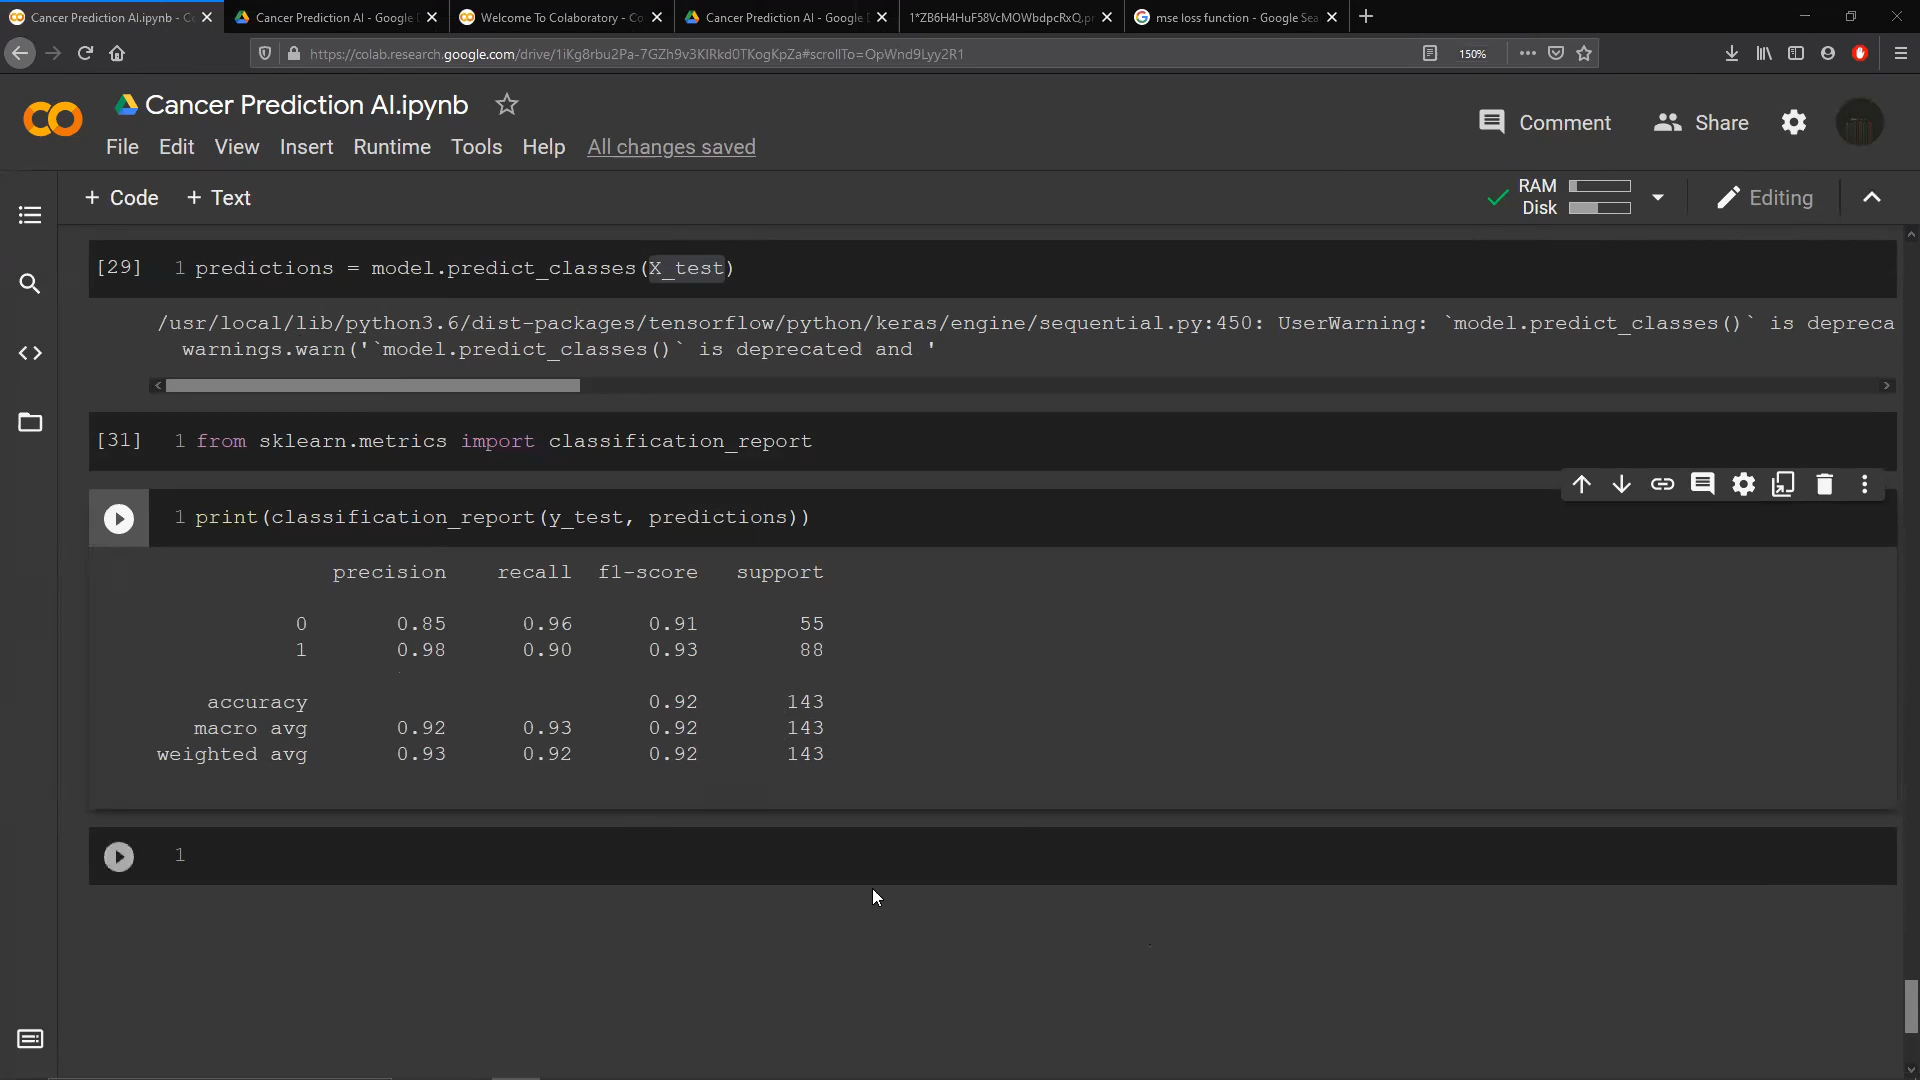 Cancer Prediction AI.ipynb - Co
Cancer Prediction AI - Google D
Welcome To Colaboratory - Co
Cancer Prediction AI - Google D
1*ZB6H4HuF58VcMOWbdpcRxQ.pn
mse loss function - Google Sea
https://colab.research.google.com/drive/1iKg8rbu2Pa-7GZh9v3KIRkd0TKogKpZa#scrollTo=OpWnd9Lyy2R1
150%
Cancer Prediction AI.ipynb
Comment
Share
File Edit View Insert Runtime Tools Help All changes saved
+ Code + Text
RAM
Disk
Editing
[29] 1 predictions = model.predict_classes(X_test)
/usr/local/lib/python3.6/dist-packages/tensorflow/python/keras/engine/sequential.py:450: UserWarning: `model.predict_classes()` is depreca
warnings.warn('`model.predict_classes()` is deprecated and '
[31] 1 from sklearn.metrics import classification_report
1 print(classification_report(y_test, predictions))
precision recall f1-score support
0 0.85 0.96 0.91 55
1 0.98 0.90 0.93 88
accuracy 0.92 143
macro avg 0.92 0.93 0.92 143
weighted avg 0.93 0.92 0.92 143
1